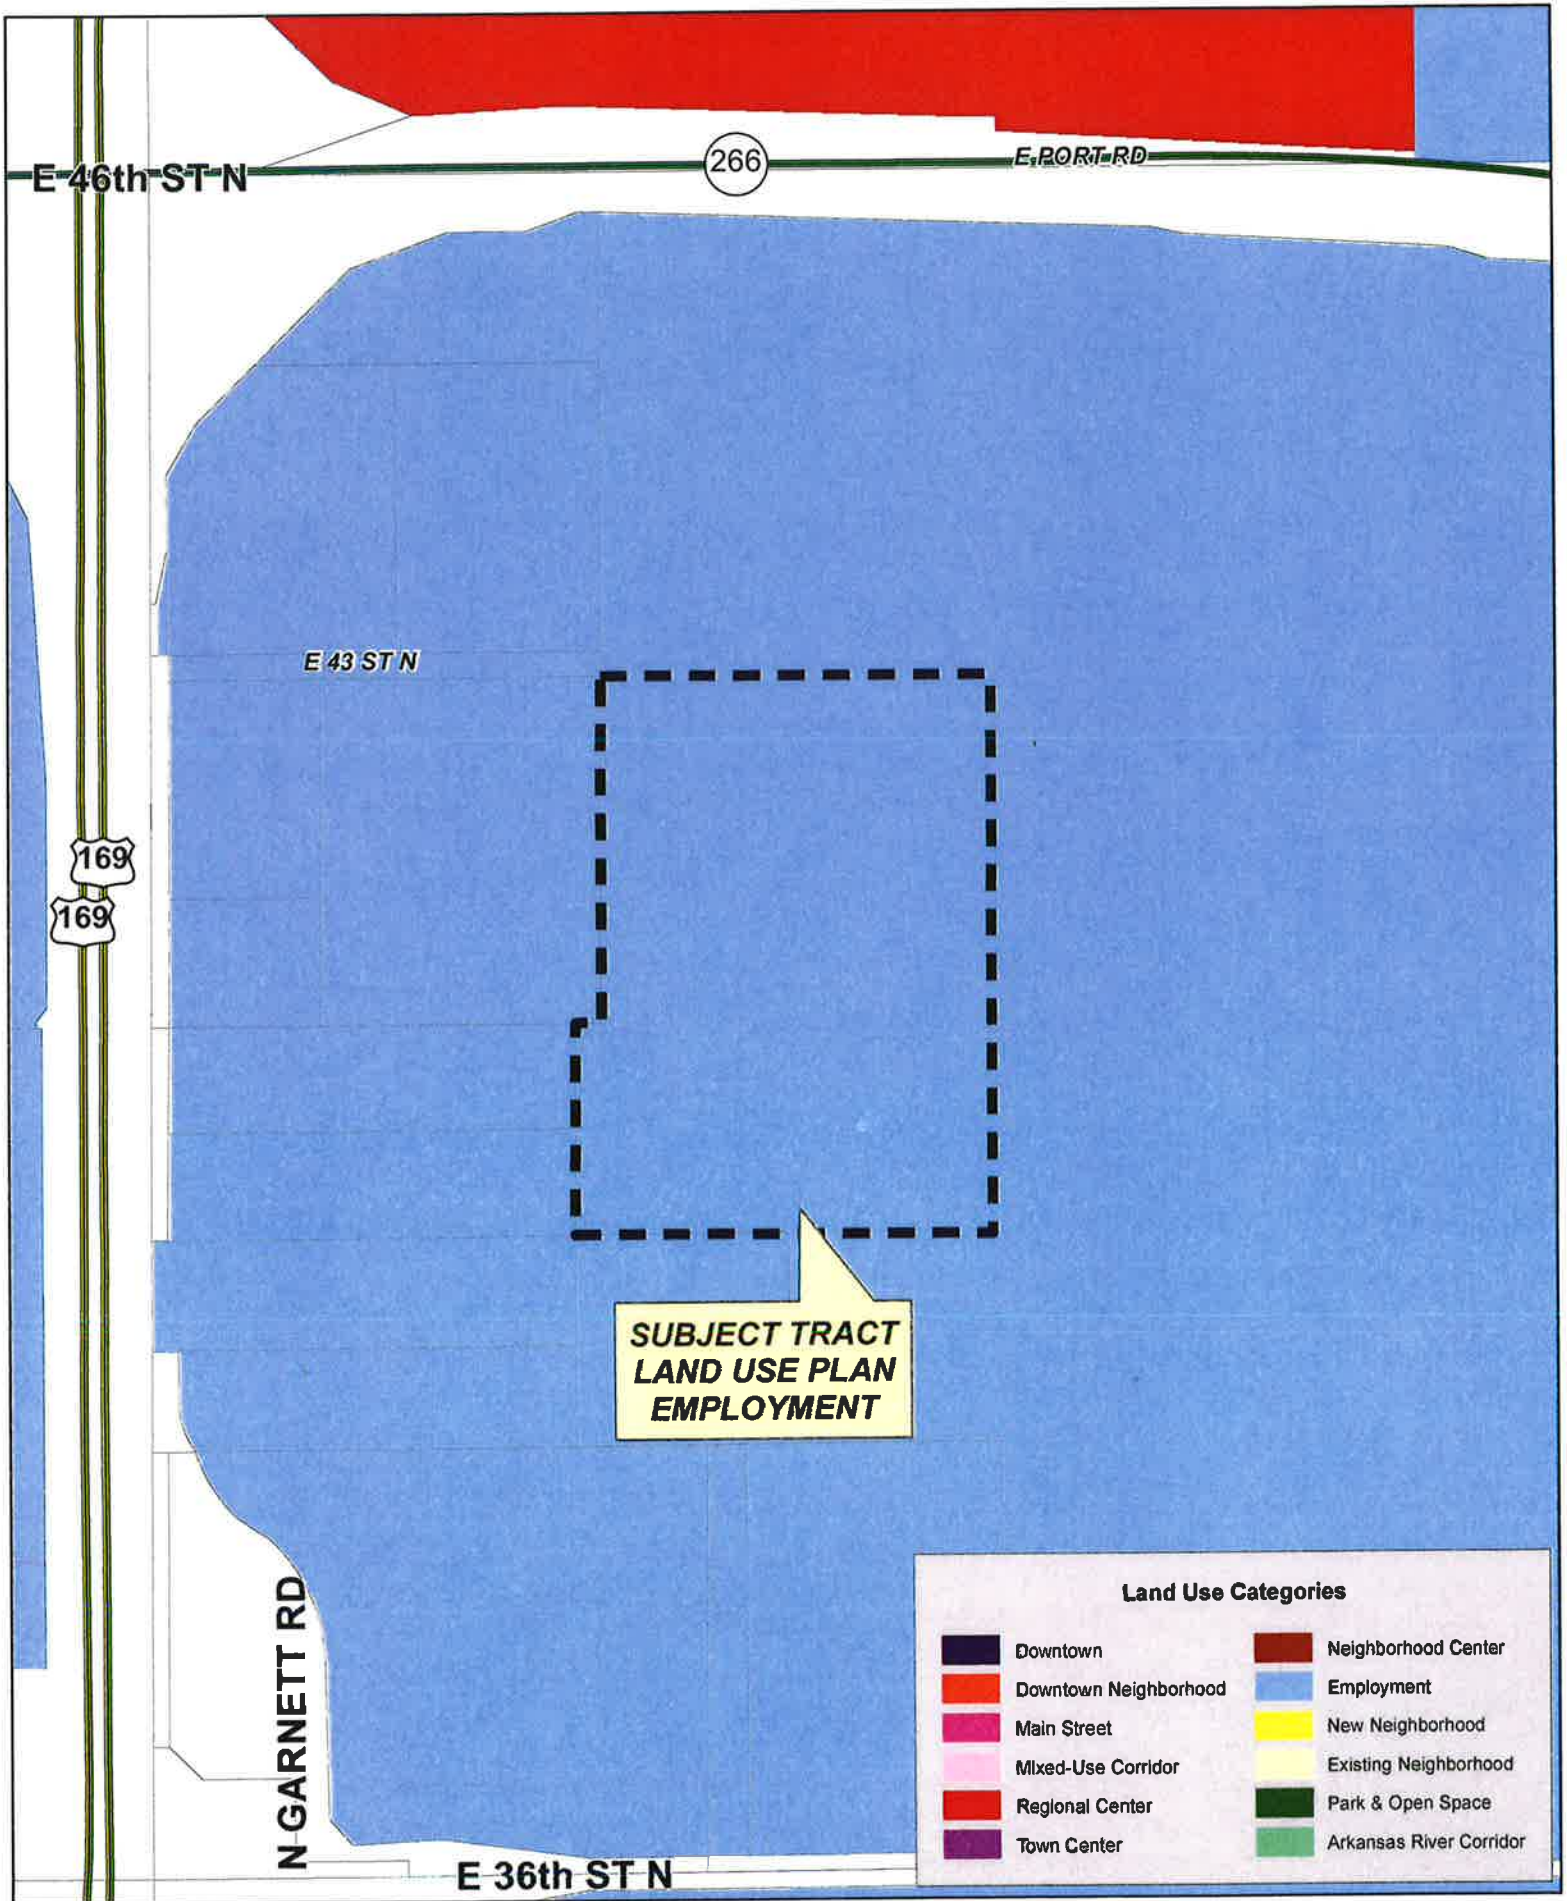 E 46th ST N
266
E PORT RD
E 43 ST N
169
169
SUBJECT TRACT
LAND USE PLAN
EMPLOYMENT
N GARNETT RD
E 36th ST N
Land Use Categories
Downtown
Downtown Neighborhood
Main Street
Mixed-Use Corridor
Regional Center
Town Center
Neighborhood Center
Employment
New Neighborhood
Existing Neighborhood
Park & Open Space
Arkansas River Corridor